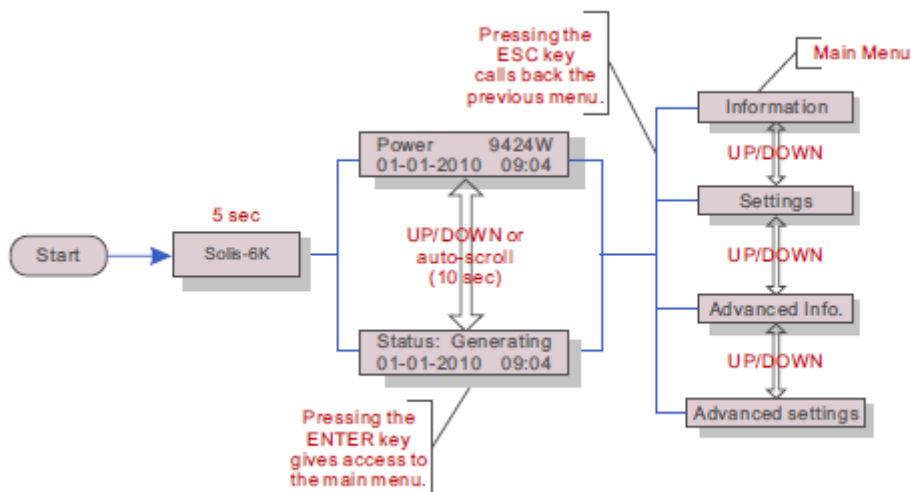 Pressing the
ESC key
calls back the
previous menu.
Main Menu
Information
UP/DOWN
Settings
UP/DOWN
Advanced Info.
UP/DOWN
Advanced settings
Power 9424W
01-01-2010 09:04
UP/DOWN or
auto-scroll
(10 sec)
Status: Generating
01-01-2010 09:04
5 sec
Start
Solis-6K
Pressing the
ENTER key
gives access to
the main menu.